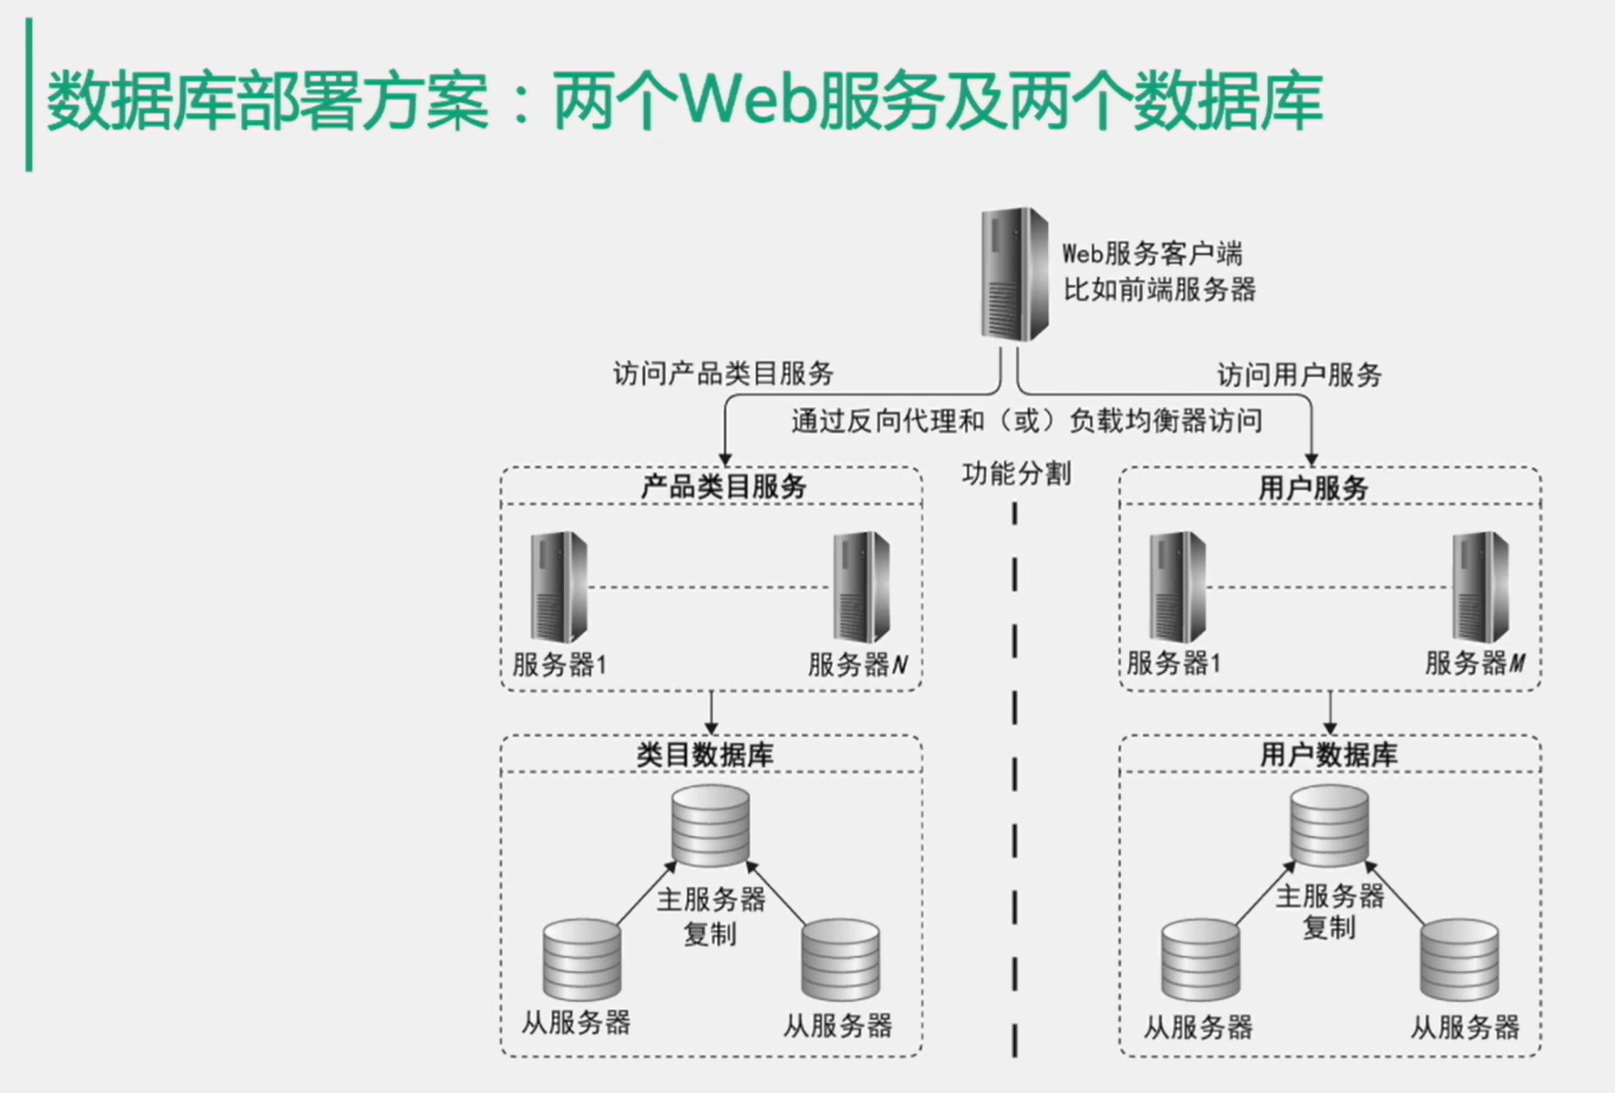 数据库部署方案：两个Web服务及两个数据库
Web服务客户端
比如前端服务器
访问产品类目服务
访问用户服务
通过反向代理和（或）负载均衡器访问
功能分割
产品类目服务
服务器1
服务器N
用户服务
服务器1
服务器M
类目数据库
主服务器
复制
从服务器
从服务器
用户数据库
主服务器
复制
从服务器
从服务器